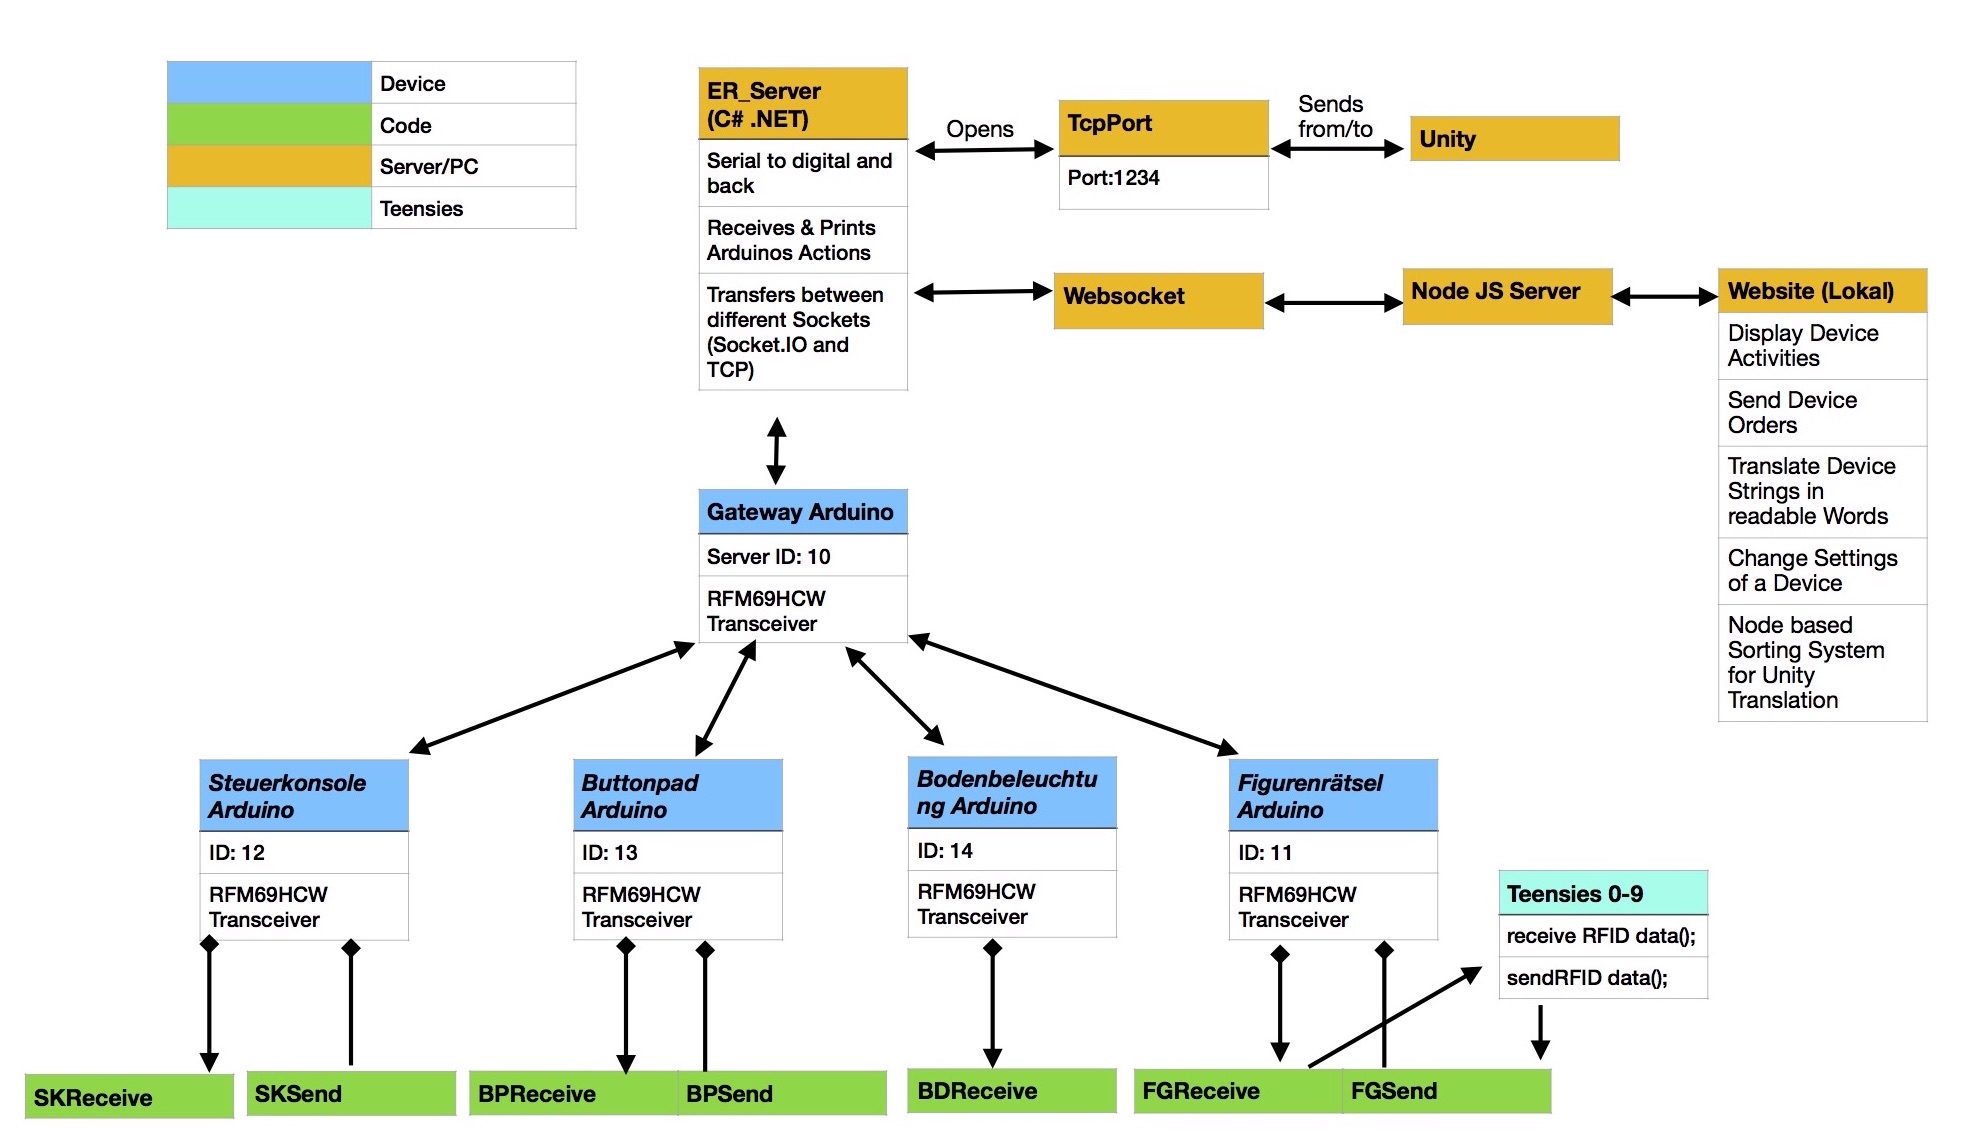 Device
Code
Server/PC
Teensies
ER_Server
(C# .NET)
Serial to digital and
back
Receives & Prints
Arduinos Actions
Transfers between
different Sockets
(Socket.IO and
TCP)
Opens
TcpPort
Port:1234
Sends
from/to
Unity
Websocket
Node JS Server
Website (Lokal)
Display Device
Activities
Send Device
Orders
Translate Device
Strings in
readable Words
Change Settings
of a Device
Node based
Sorting System
for Unity
Translation
Gateway Arduino
Server ID: 10
RFM69HCW
Transceiver
Steuerkonsole
Arduino
ID: 12
RFM69HCW
Transceiver
Buttonpad
Arduino
ID: 13
RFM69HCW
Transceiver
Bodenbeleuchtu
ng Arduino
ID: 14
RFM69HCW
Transceiver
Figurenrätsel
Arduino
ID: 11
RFM69HCW
Transceiver
Teensies 0-9
receive RFID data();
sendRFID data();
SKReceive
SKSend
BPReceive
BPSend
BDReceive
FGReceive
FGSend